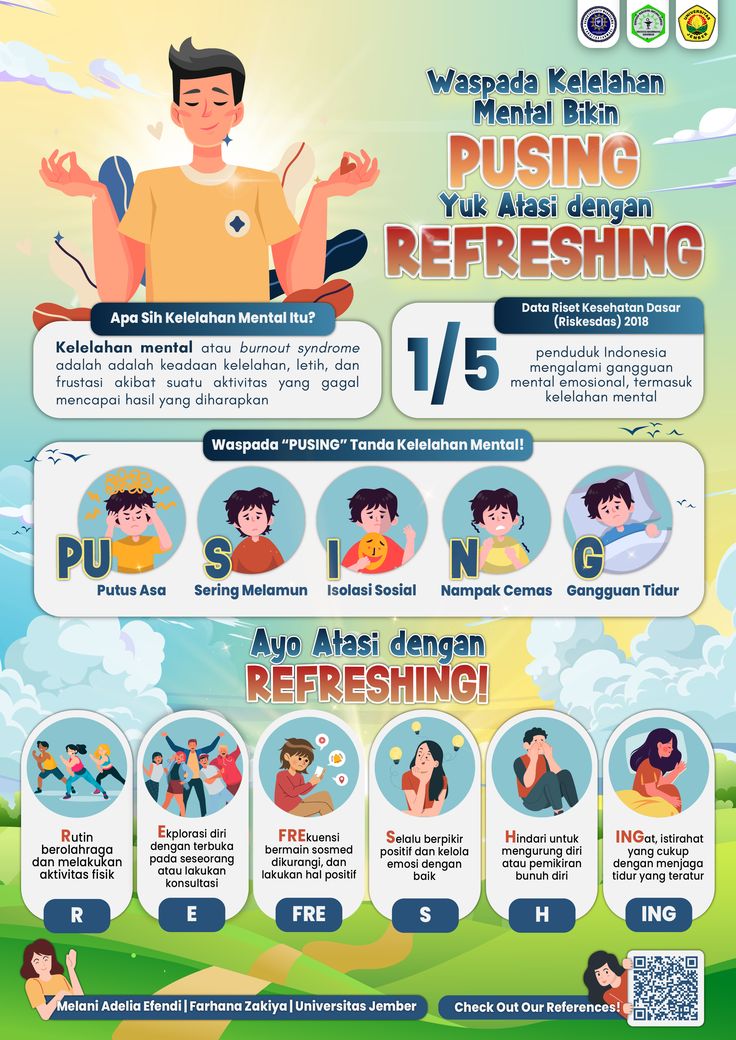 Waspada Kelelahan
Mental Bikin
PUSING
Yuk Atasi dengan
REFRESHING
Apa Sih Kelelahan Mental Itu?
Kelelahan mental atau burnout syndrome
adalah adalah keadaan kelelahan, letih, dan
frustasi akibat suatu aktivitas yang gagal
mencapai hasil yang diharapkan
Data Riset Kesehatan Dasar
(Riskesdas) 2018
1/5
penduduk Indonesia
mengalami gangguan
mental emosional, termasuk
kelelahan mental
Waspada “PUSING” Tanda Kelelahan Mental!
PU
Putus Asa
S
Sering Melamun
I
Isolasi Sosial
N
Nampak Cemas
G
Gangguan Tidur
Ayo Atasi dengan
REFRESHING!
Rutin
berolahraga
dan melakukan
aktivitas fisik
R
Ekplorasi diri
dengan terbuka
pada seseorang
atau lakukan
konsultasi
E
FREkuensi
bermain sosmed
dikurangi, dan
lakukan hal positif
FRE
Selalu berpikir
positif dan kelola
emosi dengan
baik
S
Hindari untuk
mengurung diri
atau pemikiran
bunuh diri
H
INGat, istirahat
yang cukup
dengan menjaga
tidur yang teratur
ING
Melani Adelia Efendi | Farhana Zakiya | Universitas Jember
Check Out Our References!